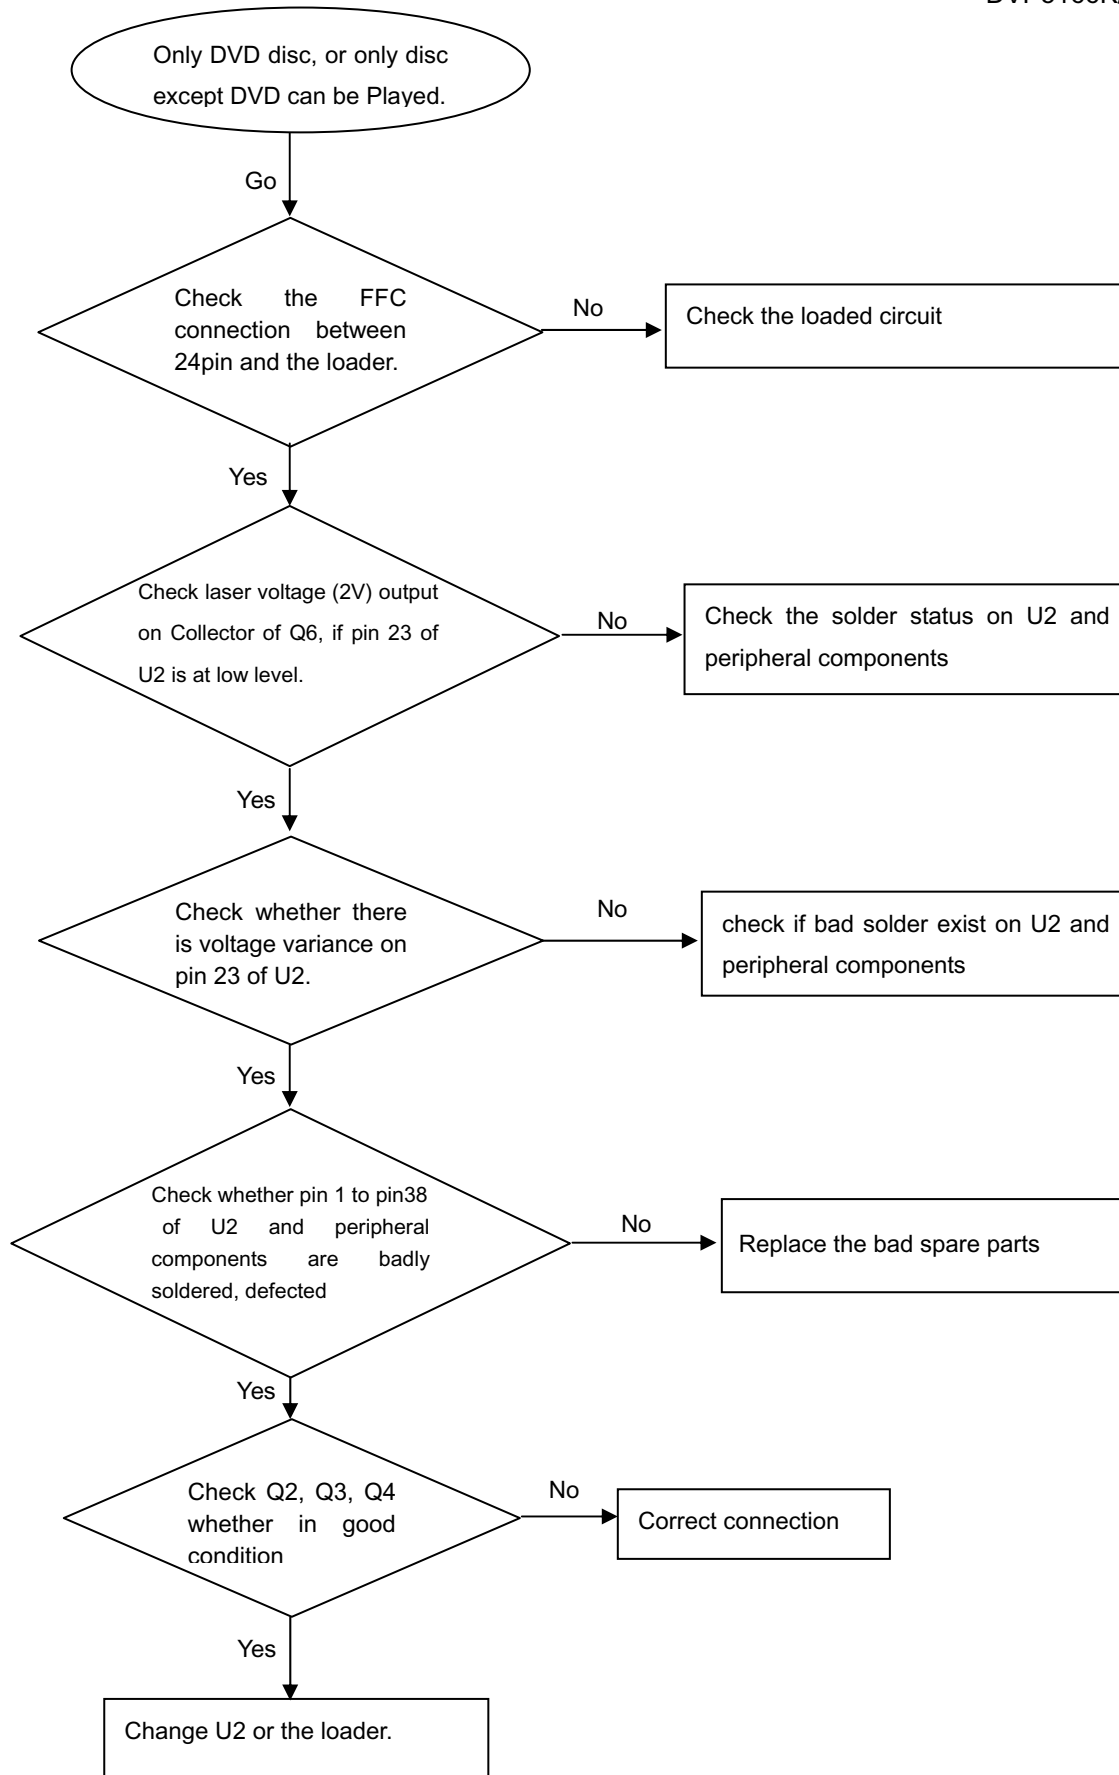 Only DVD disc, or only disc
except DVD can be Played.
Go
Check the FFC
connection between
24pin and the loader.
No
Check the loaded circuit
Yes
Check laser voltage (2V) output
on Collector of Q6, if pin 23 of
U2 is at low level.
No
Check the solder status on U2 and
peripheral components
Yes
Check whether there
is voltage variance on
pin 23 of U2.
No
check if bad solder exist on U2 and
peripheral components
Yes
Check whether pin 1 to pin38
of U2 and peripheral
components are badly
soldered, defected
No
Replace the bad spare parts
Yes
Check Q2, Q3, Q4
whether in good
condition
No
Correct connection
Yes
Change U2 or the loader.